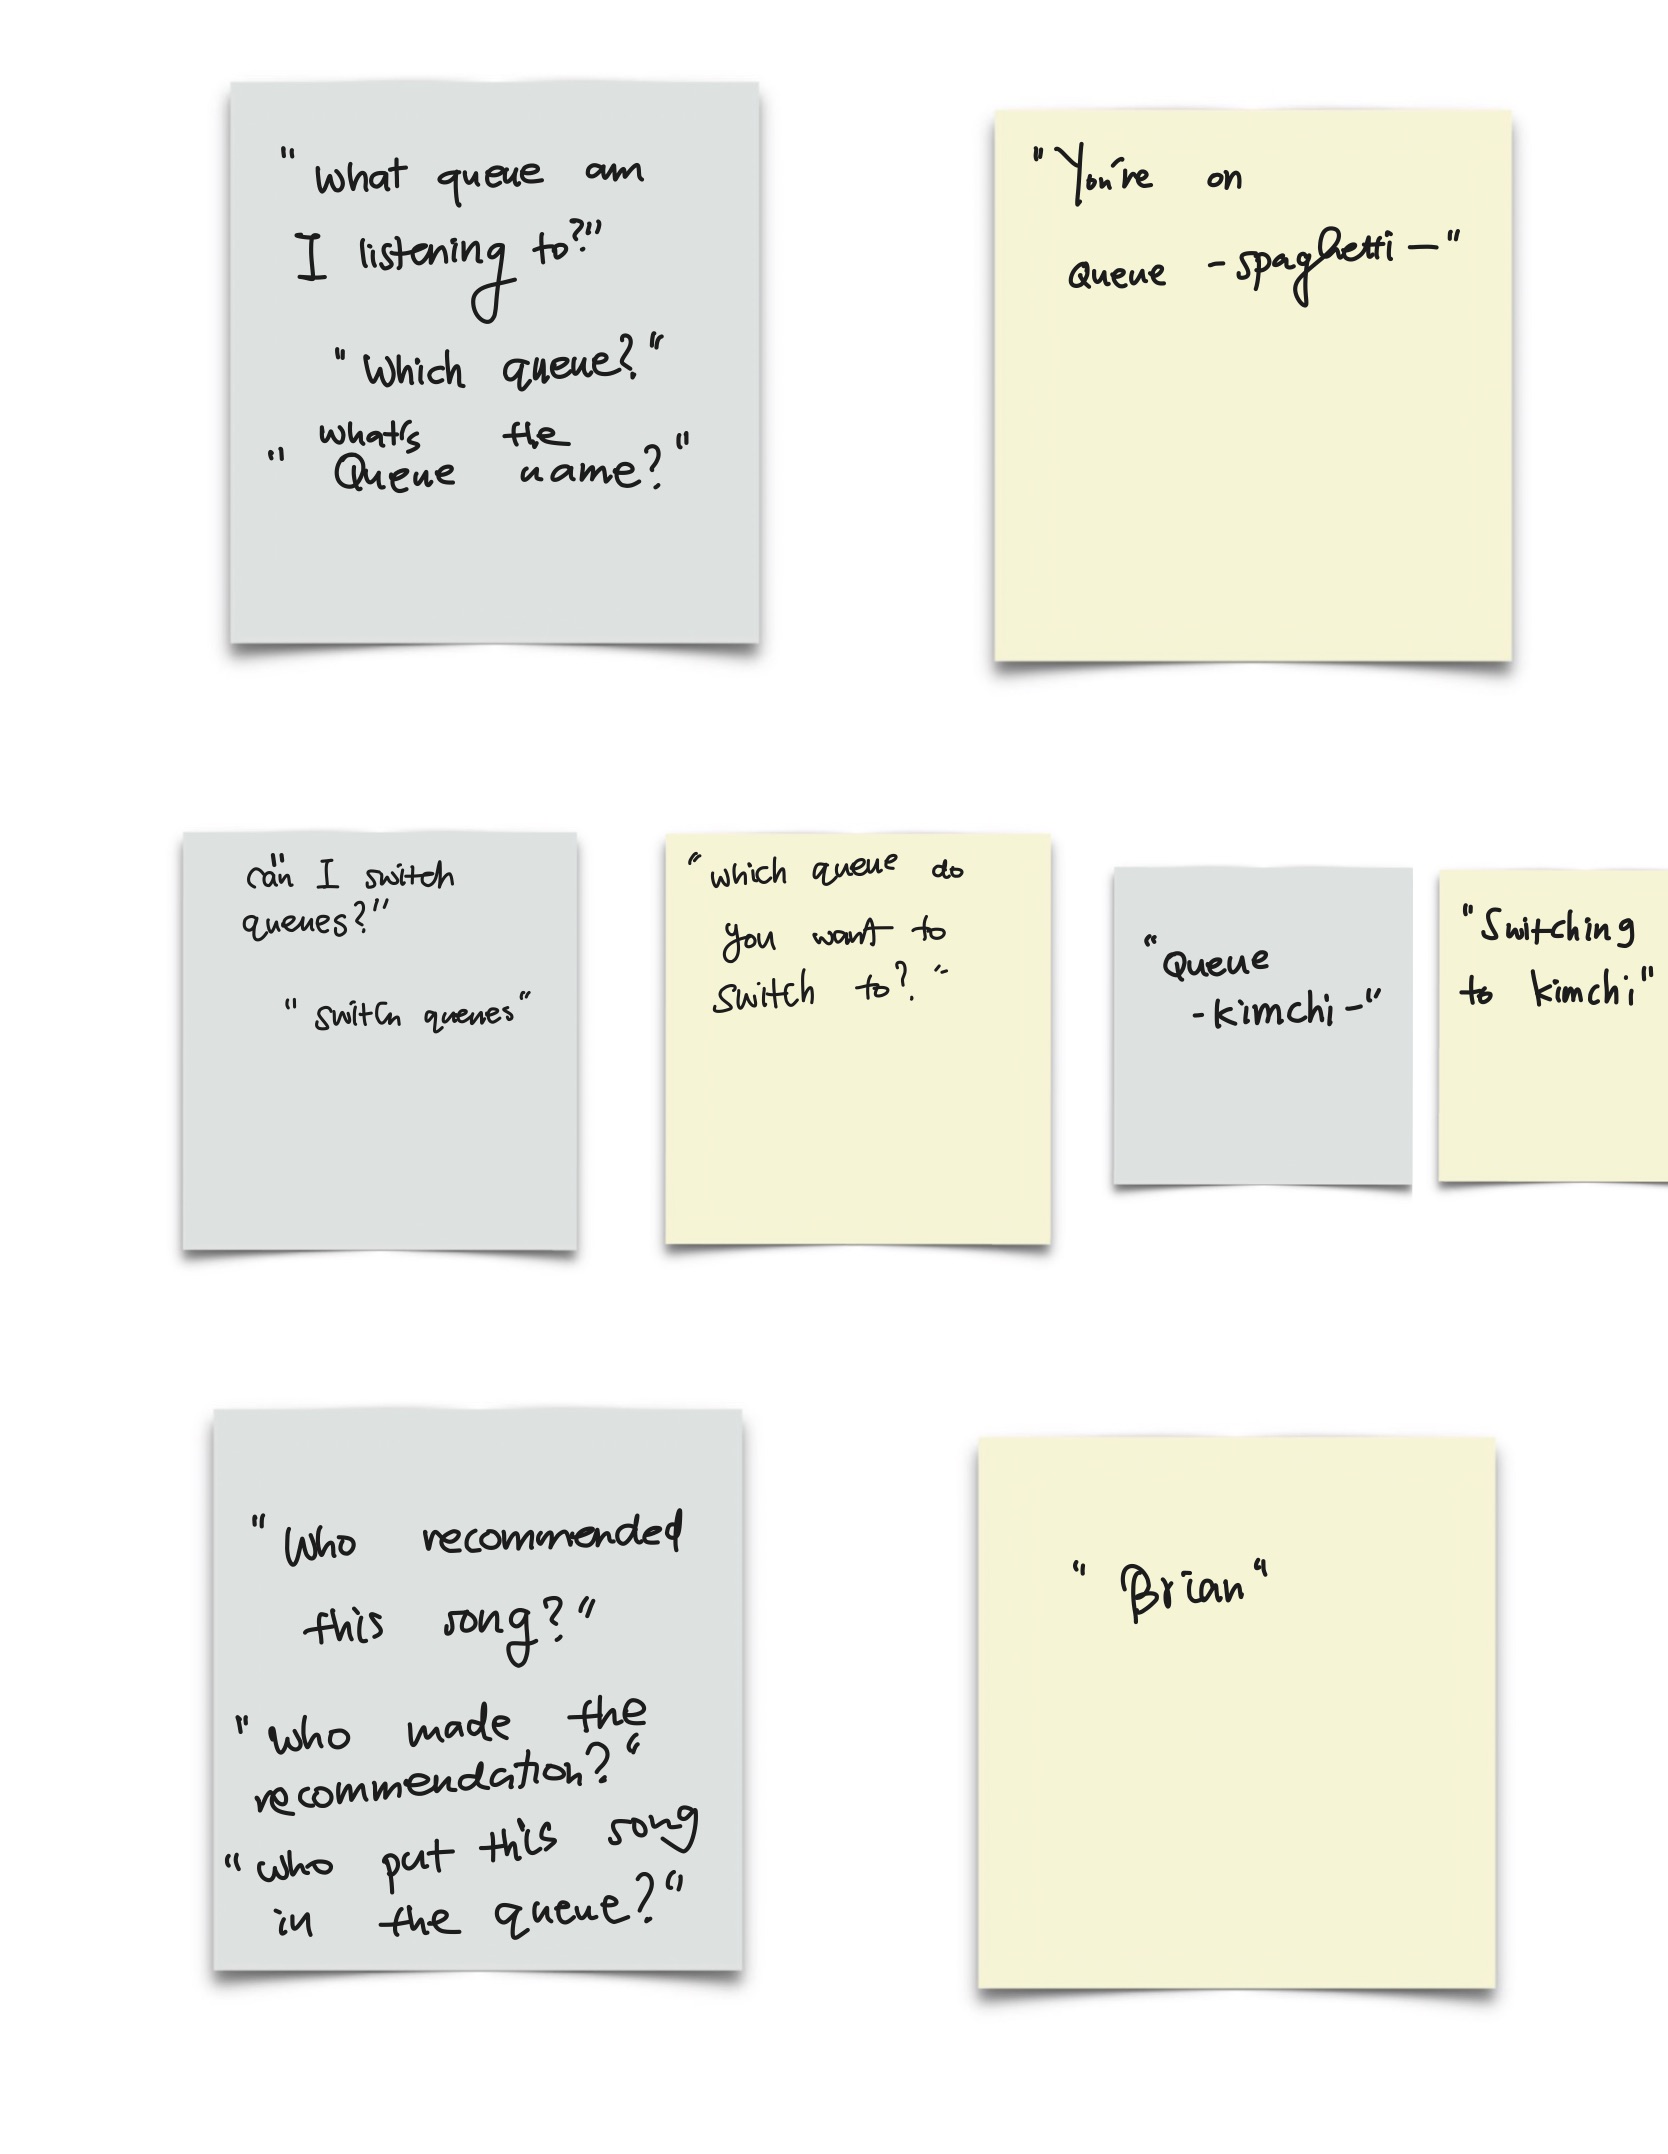 "What queue am
I listening to?"
"Which queue?"
"what's the
Queue name?"
"You're on
Queue -spaghetti-"
"can I switch
queues?"
"switch queues"
"which queue do
you want to
switch to?"
"Queue
-kimchi-"
"Switching
to kimchi"
"Who recommended
this song?"
"who made the
recommendation?"
"who put this song
in the queue?"
"Brian"